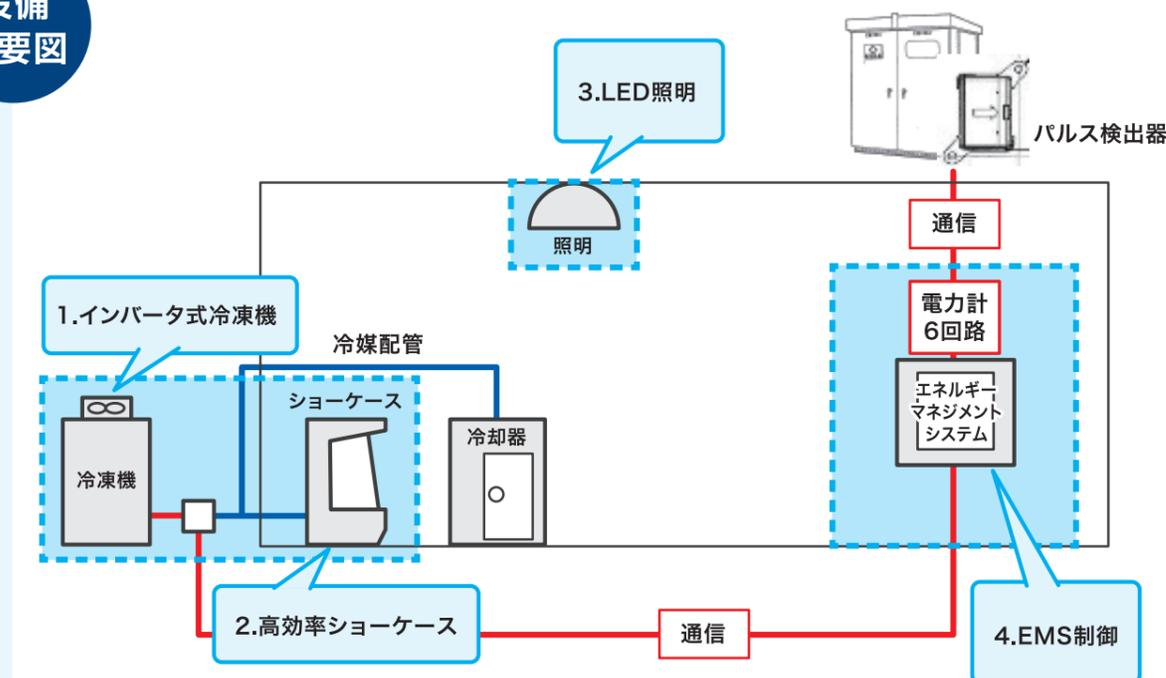 要図
3.LED照明
パルス検出器
通信
照明
電力計
6回路
1.インバータ式冷凍機
冷媒配管
ショーケース
エネルギー
マネジメント
システム
冷却器
冷凍機
2.高効率ショーケース
通信
4.EMS制御